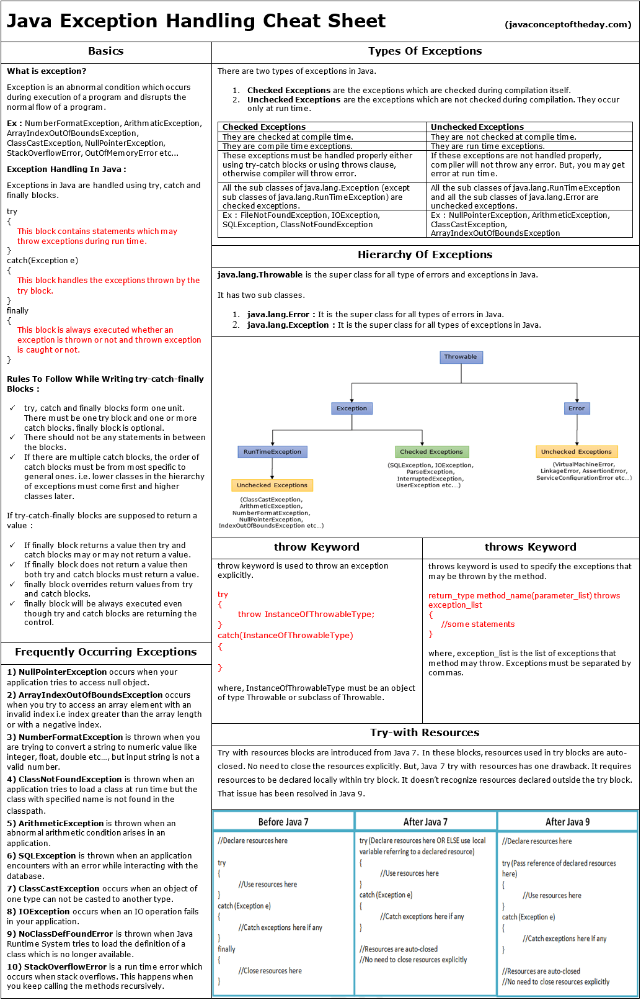 Java Exception Handling Cheat Sheet
(javaconceptoftheday.com)
Basics
What is exception?
Exception is an abnormal condition which occurs
during execution of a program and disrupts the
normal flow of a program.
Ex : NumberFormatException, ArithmaticException,
ArrayIndexOutOfBoundsException,
ClassCastException, NullPointerException,
StackOverflowError, OutOfMemoryError etc...
Exception Handling In Java :
Exceptions in Java are handled using try, catch and
finally blocks.
try
{
This block contains statements which may
throw exceptions during run time.
}
catch(Exception e)
{
This block handles the exceptions thrown by the
try block.
}
finally
{
This block is always executed whether an
exception is thrown or not and thrown exception
is caught or not.
}
Rules To Follow While Writing try-catch-finally
Blocks :
✓ try, catch and finally blocks form one unit.
There must be one try block and one or more
catch blocks. finally block is optional.
✓ There should not be any statements in between
the blocks.
✓ If there are multiple catch blocks, the order of
catch blocks must be from most specific to
general ones. i.e. lower classes in the hierarchy
of exceptions must come first and higher
classes later.
If try-catch-finally blocks are supposed to return a
value :
✓ If finally block returns a value then try and
catch blocks may or may not return a value.
✓ If finally block does not return a value then
both try and catch blocks must return a value.
✓ finally block overrides return values from try
and catch blocks.
✓ finally block will be always executed even
though try and catch blocks are returning the
control.
Frequently Occurring Exceptions
1) NullPointerException occurs when your
application tries to access null object.
2) ArrayIndexOutOfBoundsException occurs
when you try to access an array element with an
invalid index i.e index greater than the array length
or with a negative index.
3) NumberFormatException is thrown when you
are trying to convert a string to numeric value like
integer, float, double etc..., but input string is not a
valid number.
4) ClassNotFoundException is thrown when an
application tries to load a class at run time but the
class with specified name is not found in the
classpath.
5) ArithmeticException is thrown when an
abnormal arithmetic condition arises in an
application.
6) SQLException is thrown when an application
encounters with an error while interacting with the
database.
7) ClassCastException occurs when an object of
one type can not be casted to another type.
8) IOException occurs when an IO operation fails
in your application.
9) NoClassDefFoundError is thrown when Java
Runtime System tries to load the definition of a
class which is no longer available.
10) StackOverflowError is a run time error which
occurs when stack overflows. This happens when
you keep calling the methods recursively.
Types Of Exceptions
There are two types of exceptions in Java.
1. Checked Exceptions are the exceptions which are checked during compilation itself.
2. Unchecked Exceptions are the exceptions which are not checked during compilation. They occur
only at run time.
Checked Exceptions
Unchecked Exceptions
They are checked at compile time.
They are not checked at compile time.
They are compile time exceptions.
They are run time exceptions.
These exceptions must be handled properly either
using try-catch blocks or using throws clause,
otherwise compiler will throw error.
If these exceptions are not handled properly,
compiler will not throw any error. But, you may get
error at run time.
All the sub classes of java.lang.Exception (except
sub classes of java.lang.RunTimeException) are
checked exceptions.
All the sub classes of java.lang.RunTimeException
and all the sub classes of java.lang.Error are
unchecked exceptions.
Ex : FileNotFoundException, IOException,
SQLException, ClassNotFoundException
Ex : NullPointerException, ArithmeticException,
ClassCastException,
ArrayIndexOutOfBoundsException
Hierarchy Of Exceptions
java.lang.Throwable is the super class for all type of errors and exceptions in Java.
It has two sub classes.
1. java.lang.Error : It is the super class for all types of errors in Java.
2. java.lang.Exception : It is the super class for all types of exceptions in Java.
Throwable
Exception
Error
RunTimeException
Checked Exceptions
Unchecked Exceptions
(SQLException, IOException,
ParseException,
InterruptedException,
UserException etc....)
(VirtualMachineError,
LinkageError, AssertionError,
ServiceConfigurationError etc...)
Unchecked Exceptions
(ClassCastException,
ArithmeticException,
NumberFormatException,
NullPointerException,
IndexOutOfBoundsException etc...)
throw Keyword
throw keyword is used to throw an exception
explicitly.
try
{
throw InstanceOfThrowableType;
}
catch(InstanceOfThrowableType)
{
}
where, InstanceOfThrowableType must be an object
of type Throwable or subclass of Throwable.
throws Keyword
throws keyword is used to specify the exceptions that
may be thrown by the method.
return_type method_name(parameter_list) throws
exception_list
{
//some statements
}
where, exception_list is the list of exceptions that
method may throw. Exceptions must be separated by
commas.
Try-with Resources
Try with resources blocks are introduced from Java 7. In these blocks, resources used in try blocks are auto-
closed. No need to close the resources explicitly. But, Java 7 try with resources has one drawback. It requires
resources to be declared locally within try block. It doesn't recognize resources declared outside the try block.
That issue has been resolved in Java 9.
Before Java 7
//Declare resources here
try
{
//Use resources here
}
catch (Exception e)
{
//Catch exceptions here if any
}
finally
{
//Close resources here
}
After Java 7
try (Declare resources here OR ELSE use local
variable referring to a declared resource)
{
//Use resources here
}
catch (Exception e)
{
//Catch exceptions here if any
}
//Resources are auto-closed
//No need to close resources explicitly
After Java 9
//Declare resources here
try (Pass reference of declared resources
here)
{
//Use resources here
}
catch (Exception e)
{
//Catch exceptions here if any
}
//Resources are auto-closed
//No need to close resources explicitly